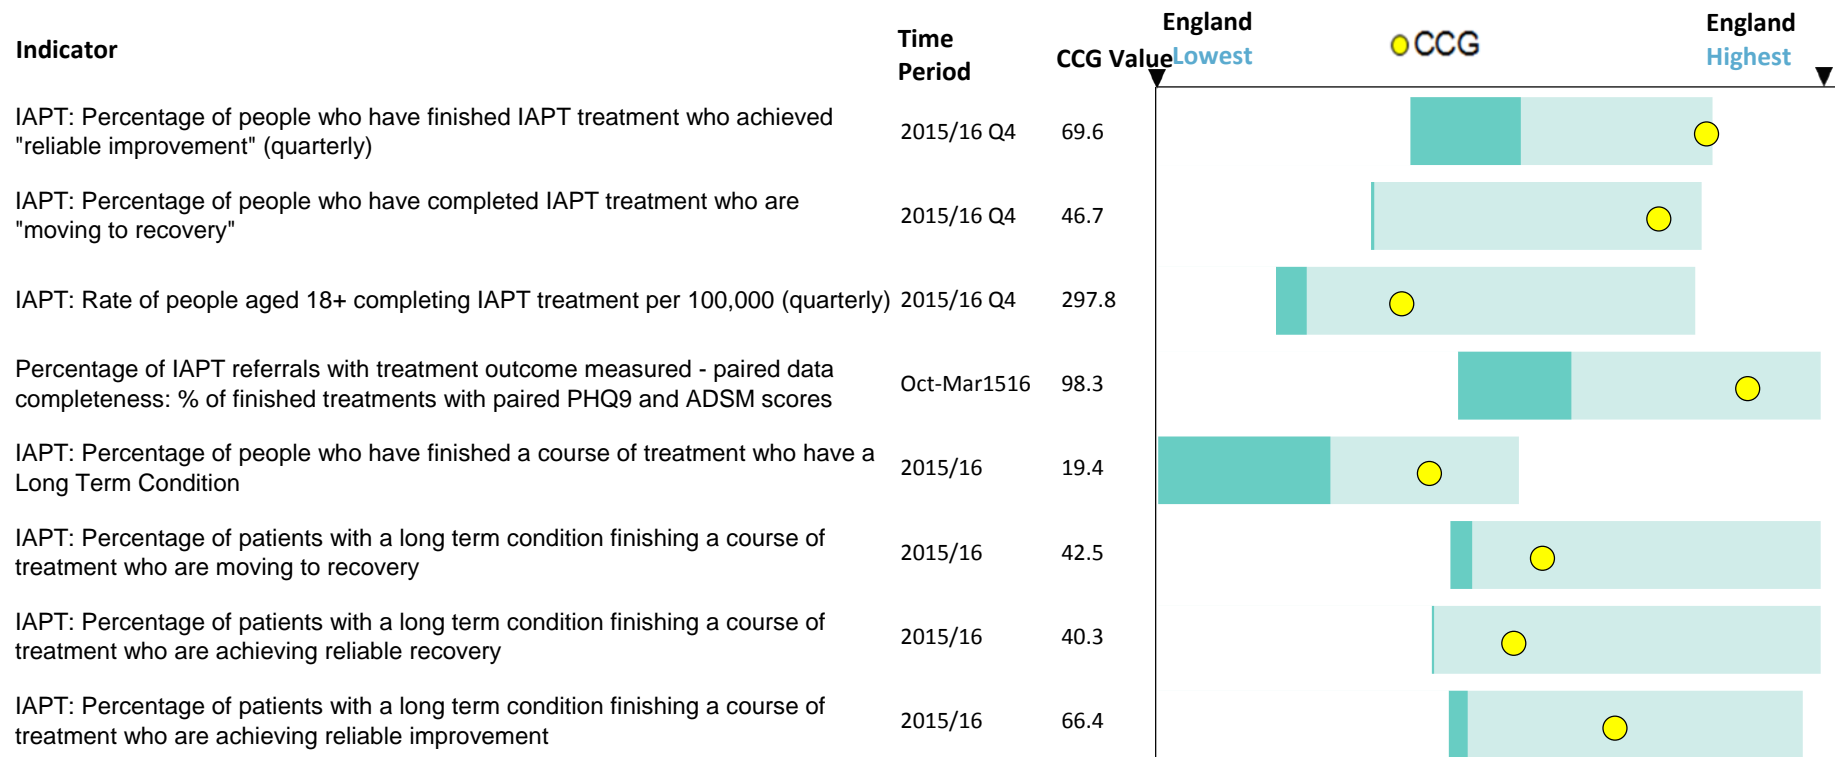 Indicator
Time
Period
CCG Value
England
Lowest
CCG
England
Highest
IAPT: Percentage of people who have finished IAPT treatment who achieved
"reliable improvement" (quarterly)
2015/16 Q4
69.6
IAPT: Percentage of people who have completed IAPT treatment who are
"moving to recovery"
2015/16 Q4
46.7
IAPT: Rate of people aged 18+ completing IAPT treatment per 100,000 (quarterly)
2015/16 Q4
297.8
Percentage of IAPT referrals with treatment outcome measured - paired data
completeness: % of finished treatments with paired PHQ9 and ADSM scores
Oct-Mar1516
98.3
IAPT: Percentage of people who have finished a course of treatment who have a
Long Term Condition
2015/16
19.4
IAPT: Percentage of patients with a long term condition finishing a course of
treatment who are moving to recovery
2015/16
42.5
IAPT: Percentage of patients with a long term condition finishing a course of
treatment who are achieving reliable recovery
2015/16
40.3
IAPT: Percentage of patients with a long term condition finishing a course of
treatment who are achieving reliable improvement
2015/16
66.4